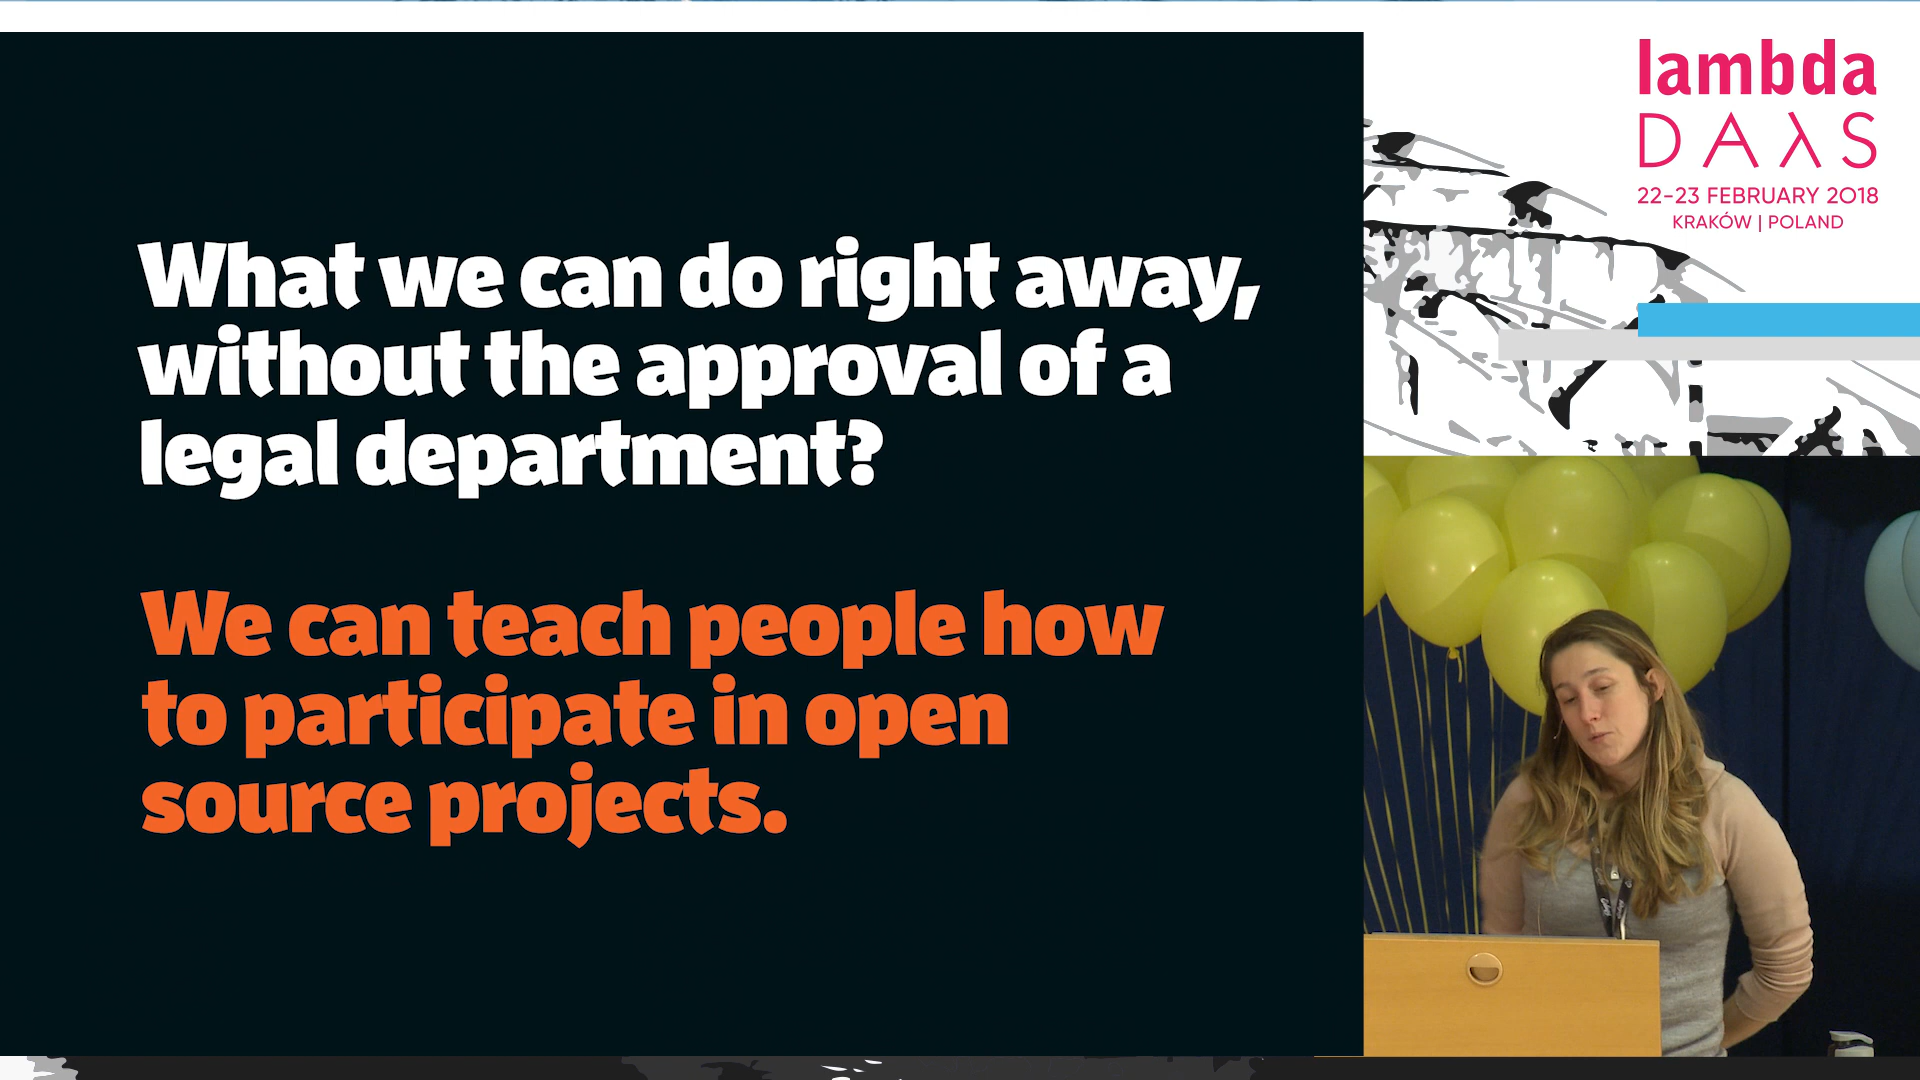 What we can do right away,
without the approval of a
legal department?
We can teach people how
to participate in open
source projects.
lambda
DAλS
22-23 FEBRUARY 2018
KRAKÓW | POLAND